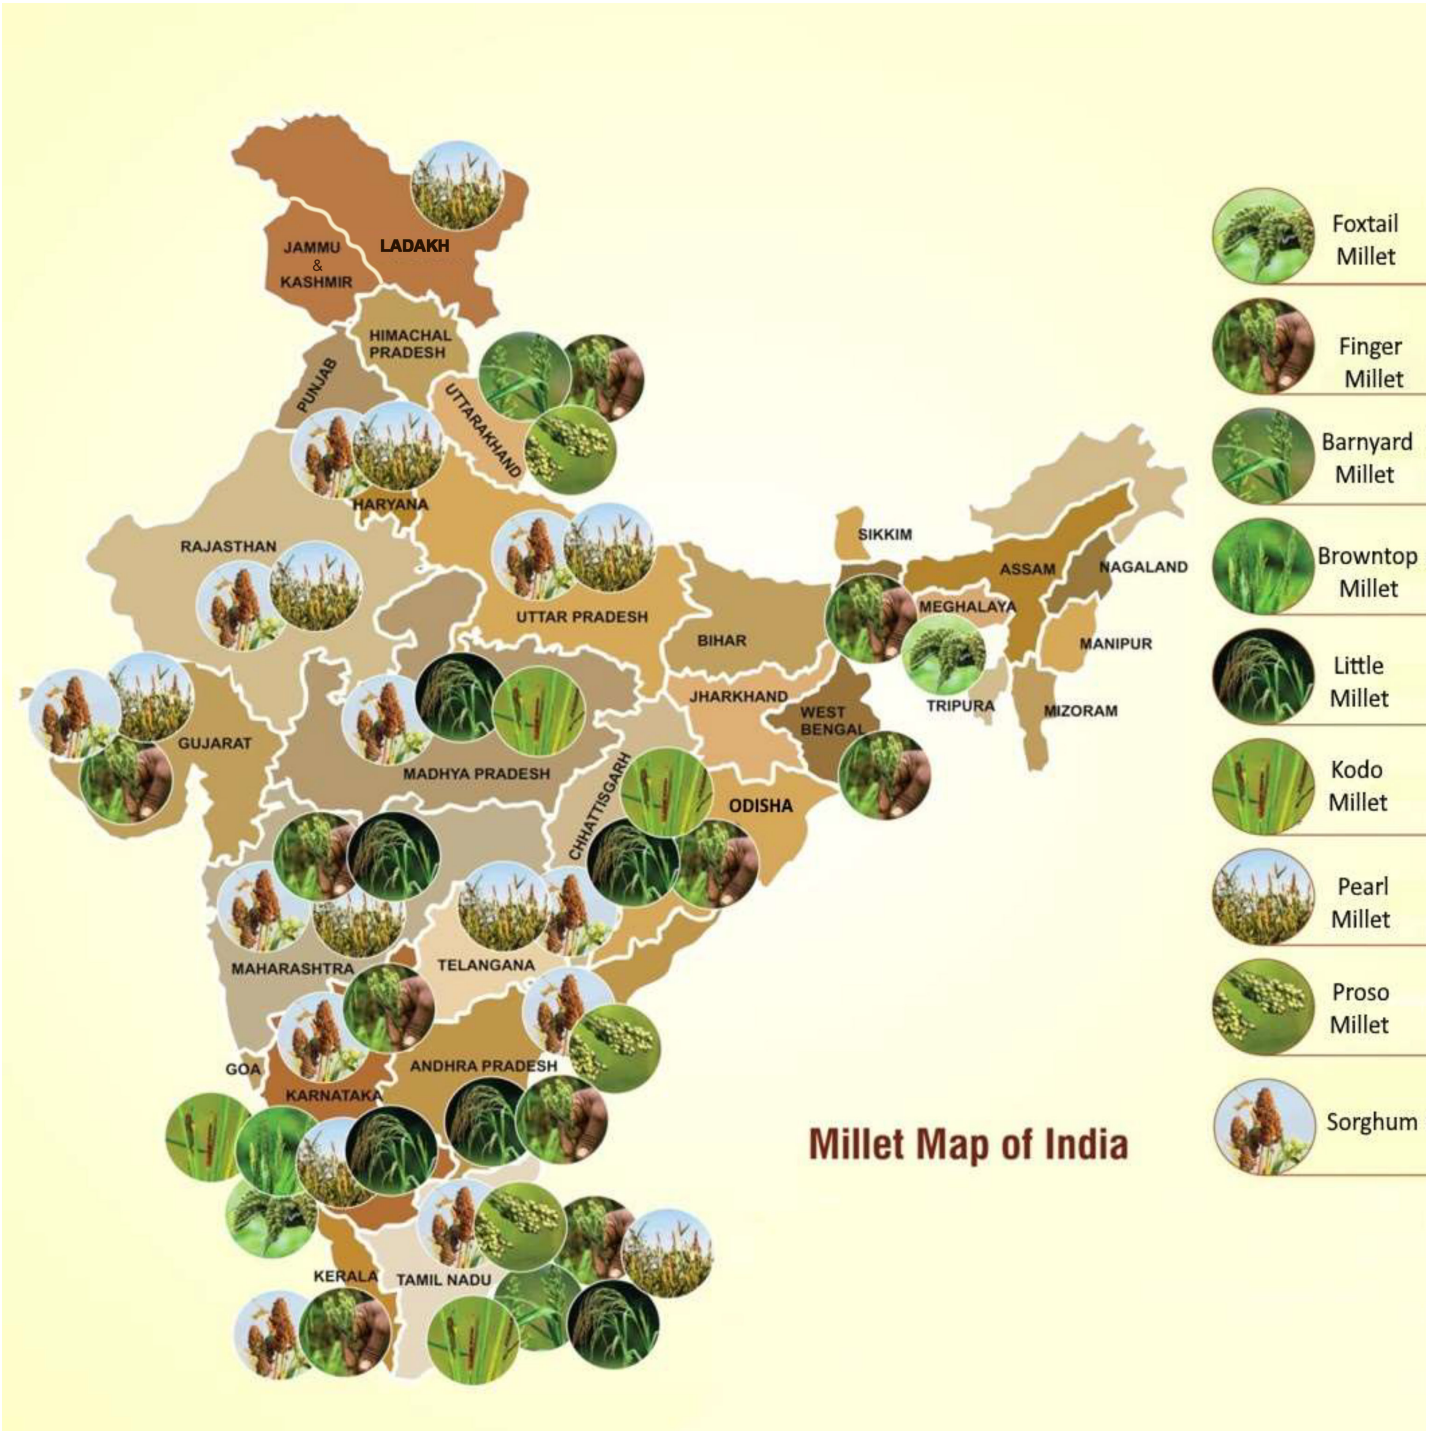 LADAKH
JAMMU
&
KASHMIR
HIMACHAL
PRADESH
PUNJAB
UTTARAKHAND
HARYANA
RAJASTHAN
UTTAR PRADESH
SIKKIM
ASSAM
NAGALAND
MEGHALAYA
MANIPUR
BIHAR
TRIPURA
MIZORAM
JHARKHAND
WEST
BENGAL
GUJARAT
MADHYA PRADESH
CHHATTISGARH
ODISHA
MAHARASHTRA
TELANGANA
GOA
KARNATAKA
ANDHRA PRADESH
KERALA
TAMIL NADU
Millet Map of India
Foxtail
Millet
Finger
Millet
Barnyard
Millet
Browntop
Millet
Little
Millet
Kodo
Millet
Pearl
Millet
Proso
Millet
Sorghum